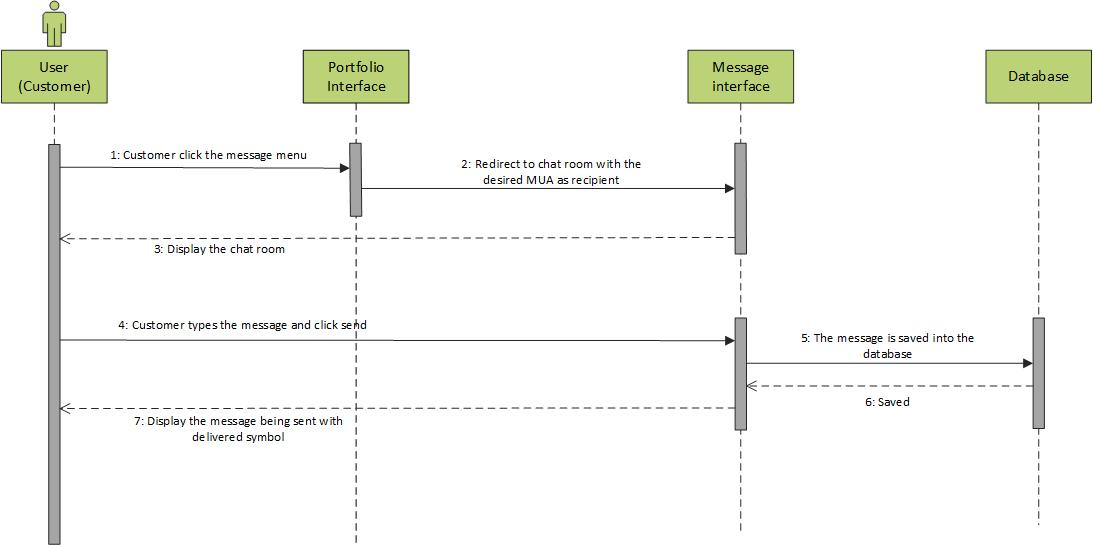 User
(Customer)
Portfolio
Interface
Message
interface
Database
1: Customer click the message menu
2: Redirect to chat room with the
desired MUA as recipient
3: Display the chat room
4: Customer types the message and click send
5: The message is saved into the
database
6: Saved
7: Display the message being sent with
delivered symbol